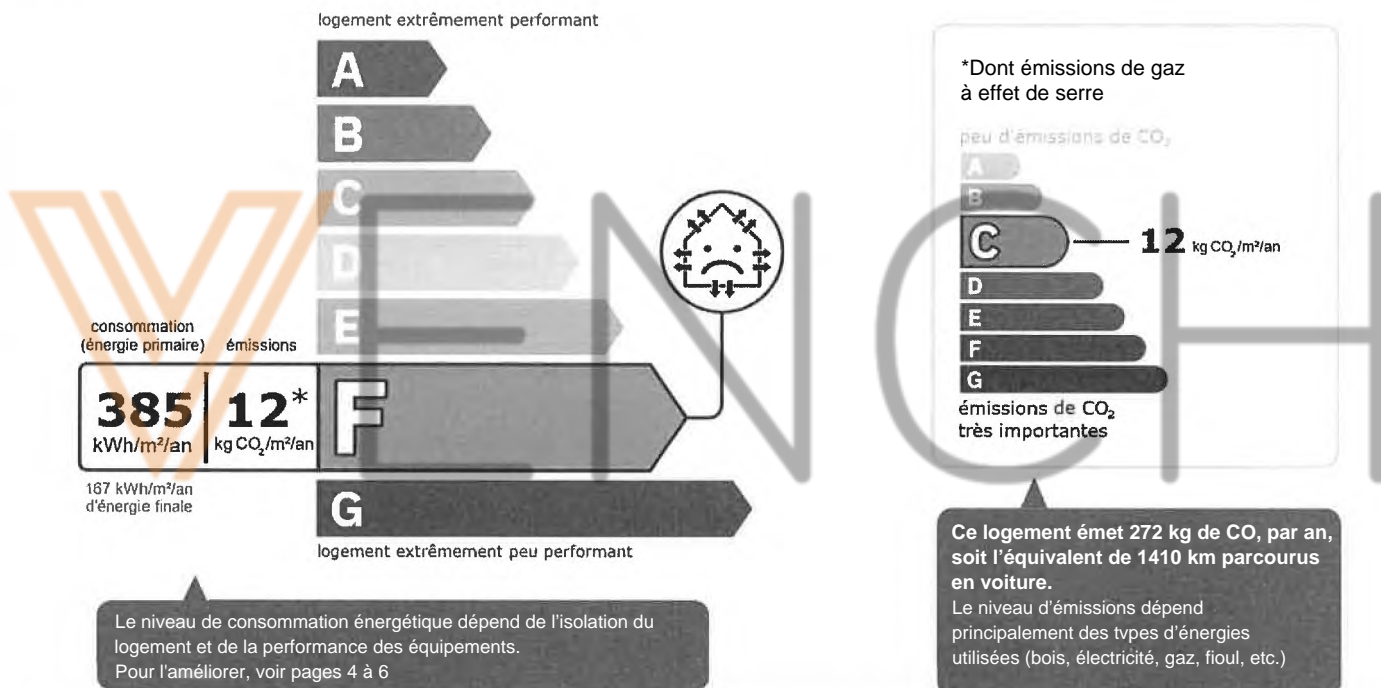 logement extrêmement performant
A
B
C
D
E
consommation
(énergie primaire)
émissions
385
kWh/m²/an
12*
kg CO₂/m²/an
F
167 kWh/m²/an
d'énergie finale
G
logement extrêmement peu performant
Le niveau de consommation énergétique dépend de l'isolation du
logement et de la performance des équipements.
Pour l'améliorer, voir pages 4 à 6
*Dont émissions de gaz
à effet de serre
peu d'émissions de CO₂
A
B
C
12 kg CO₂/m²/an
D
E
F
G
émissions de CO₂
très importantes
Ce logement émet 272 kg de CO, par an,
soit l'équivalent de 1410 km parcourus
en voiture.
Le niveau d'émissions dépend
principalement des types d'énergies
utilisées (bois, électricité, gaz, fioul, etc.)
VENCH